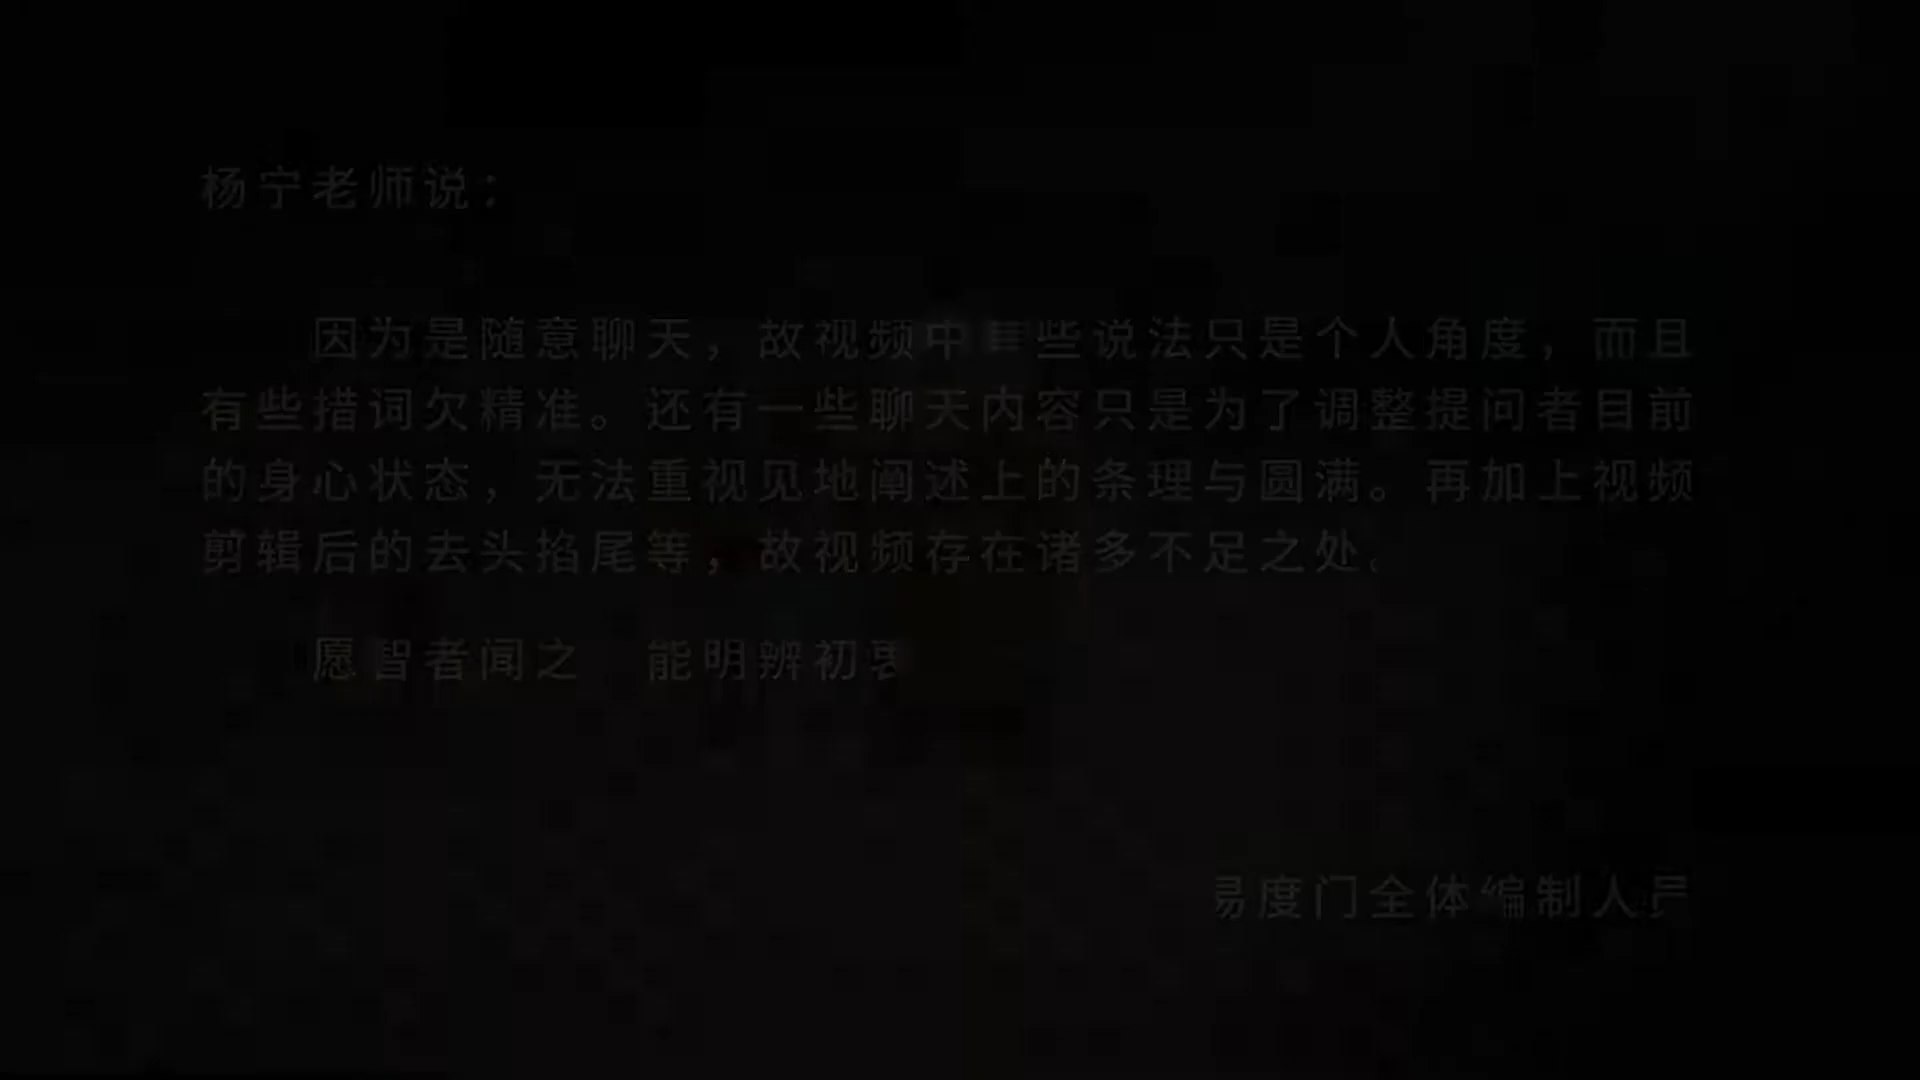 杨宁老师说：
因为是随意聊天，故视频中有些说法只是个人角度，而且
有些措词欠精准。还有一些聊天内容只是为了调整提问者目前
的身心状态，无法重视见地阐述上的条理与圆满。再加上视频
剪辑后的去头掐尾等，故视频存在诸多不足之处。
愿智者闻之 能明辨初衷
易度门全体编制人员